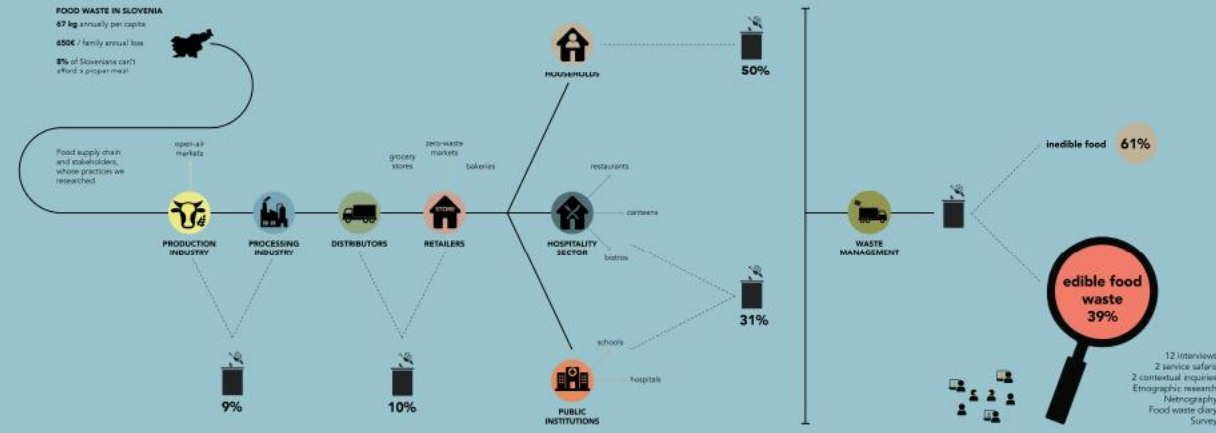 FOOD WASTE IN SLOVENIA
67 kg annually per capita
650€ / family annual loss
8% of Slovenians can't
afford a proper meal
Food supply chain
and stakeholders,
whose practices we
researched
open-air
markets
PRODUCTION
INDUSTRY
PROCESSING
INDUSTRY
DISTRIBUTORS
grocery
stores
zero-waste
markets
bakeries
STORE
RETAILERS
HOUSEHOLDS
50%
restaurants
canteens
bistros
HOSPITALITY
SECTOR
31%
schools
hospitals
PUBLIC
INSTITUTIONS
9%
10%
WASTE
MANAGEMENT
inedible food
61%
edible food
waste
39%
12 interviews
2 service safaris
2 contextual inquiries
Etnographic research
Netnography
Food waste diary
Survey